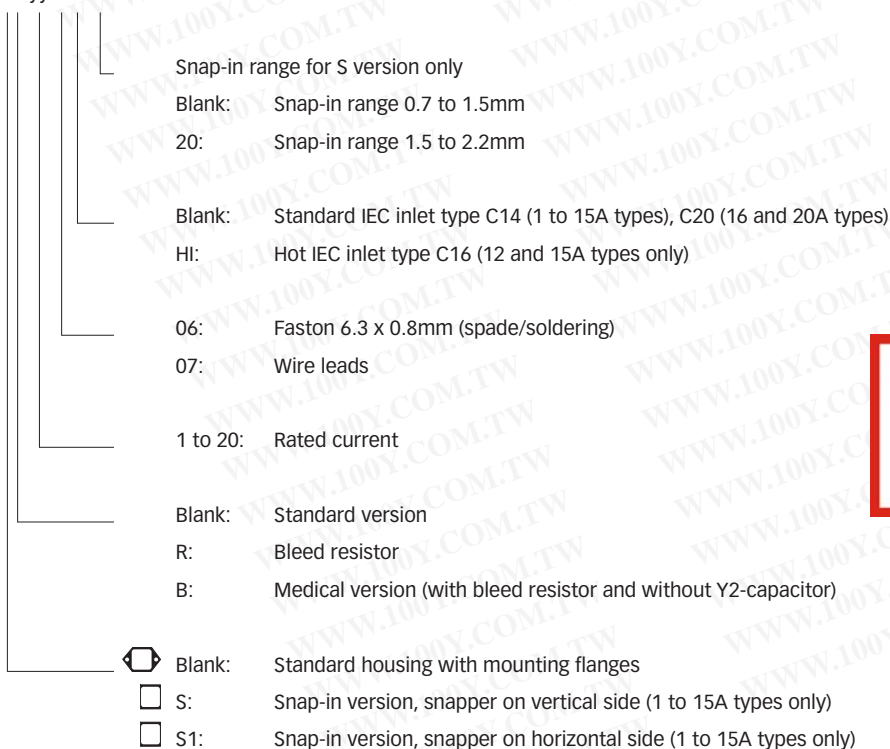 Snap-in range for S version only
Blank: Snap-in range 0.7 to 1.5mm
20: Snap-in range 1.5 to 2.2mm
Blank: Standard IEC inlet type C14 (1 to 15A types), C20 (16 and 20A types)
HI: Hot IEC inlet type C16 (12 and 15A types only)
06: Faston 6.3 x 0.8mm (spade/soldering)
07: Wire leads
1 to 20: Rated current
Blank: Standard version
R: Bleed resistor
B: Medical version (with bleed resistor and without Y2-capacitor)
Blank: Standard housing with mounting flanges
S: Snap-in version, snapper on vertical side (1 to 15A types only)
S1: Snap-in version, snapper on horizontal side (1 to 15A types only)
WWW.100Y.COM.TW